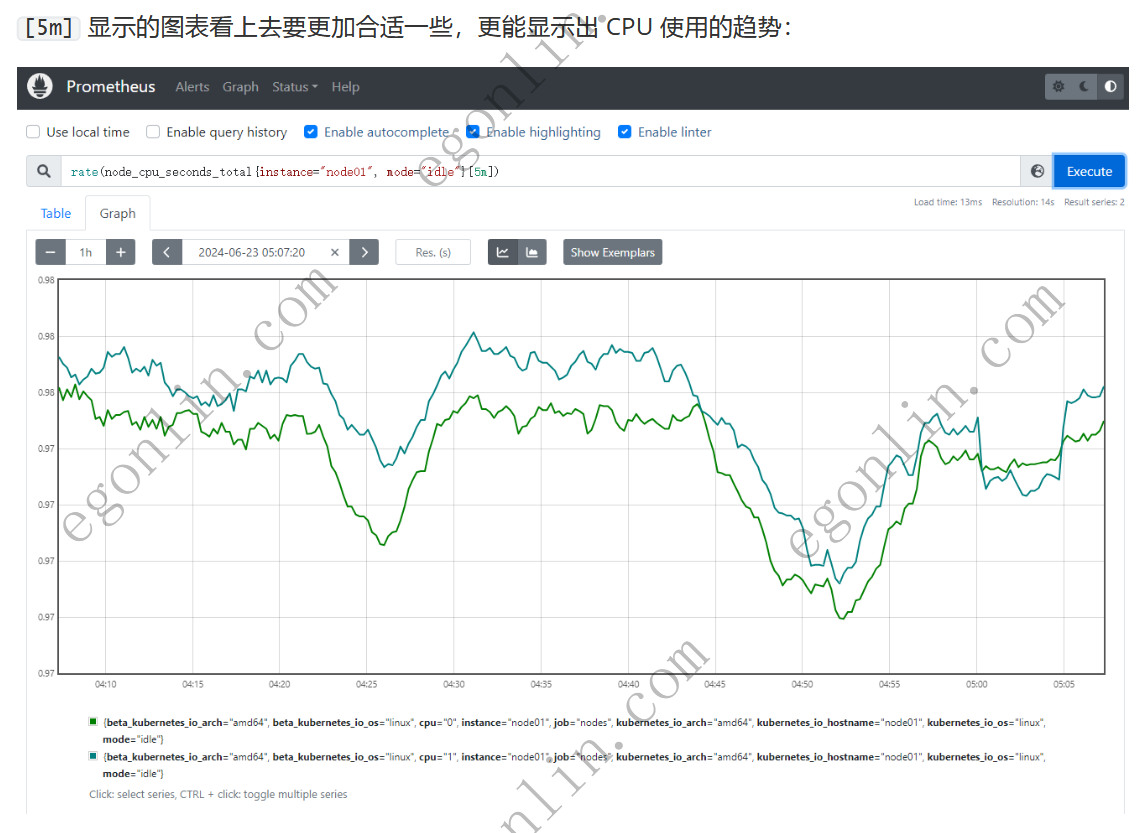 [5m] 显示的图表看上去要更加合适一些，更能显示出 CPU 使用的趋势：
Prometheus Alerts Graph Status Help
Use local time Enable query history Enable autocomplete Enable highlighting Enable linter
rate(node_cpu_seconds_total{instance="node01", mode="idle"}[5m]) Execute
Load time: 13ms Resolution: 14s Result series: 2
Table Graph
− 1h + 2024-06-23 05:07:20 × Res. (s) Show Exemplars
0.98
0.98
0.98
0.97
0.97
0.97
0.97
0.97
04:10 04:15 04:20 04:25 04:30 04:35 04:40 04:45 04:50 04:55 05:00 05:05
{beta_kubernetes_io_arch="amd64", beta_kubernetes_io_os="linux", cpu="0", instance="node01", job="nodes", kubernetes_io_arch="amd64", kubernetes_io_hostname="node01", kubernetes_io_os="linux",
mode="idle"}
{beta_kubernetes_io_arch="amd64", beta_kubernetes_io_os="linux", cpu="1", instance="node01", job="nodes", kubernetes_io_arch="amd64", kubernetes_io_hostname="node01", kubernetes_io_os="linux",
mode="idle"}
Click: select series, CTRL + click: toggle multiple series
egonlin.
egonlin.com
egonlin.com
nlin.com